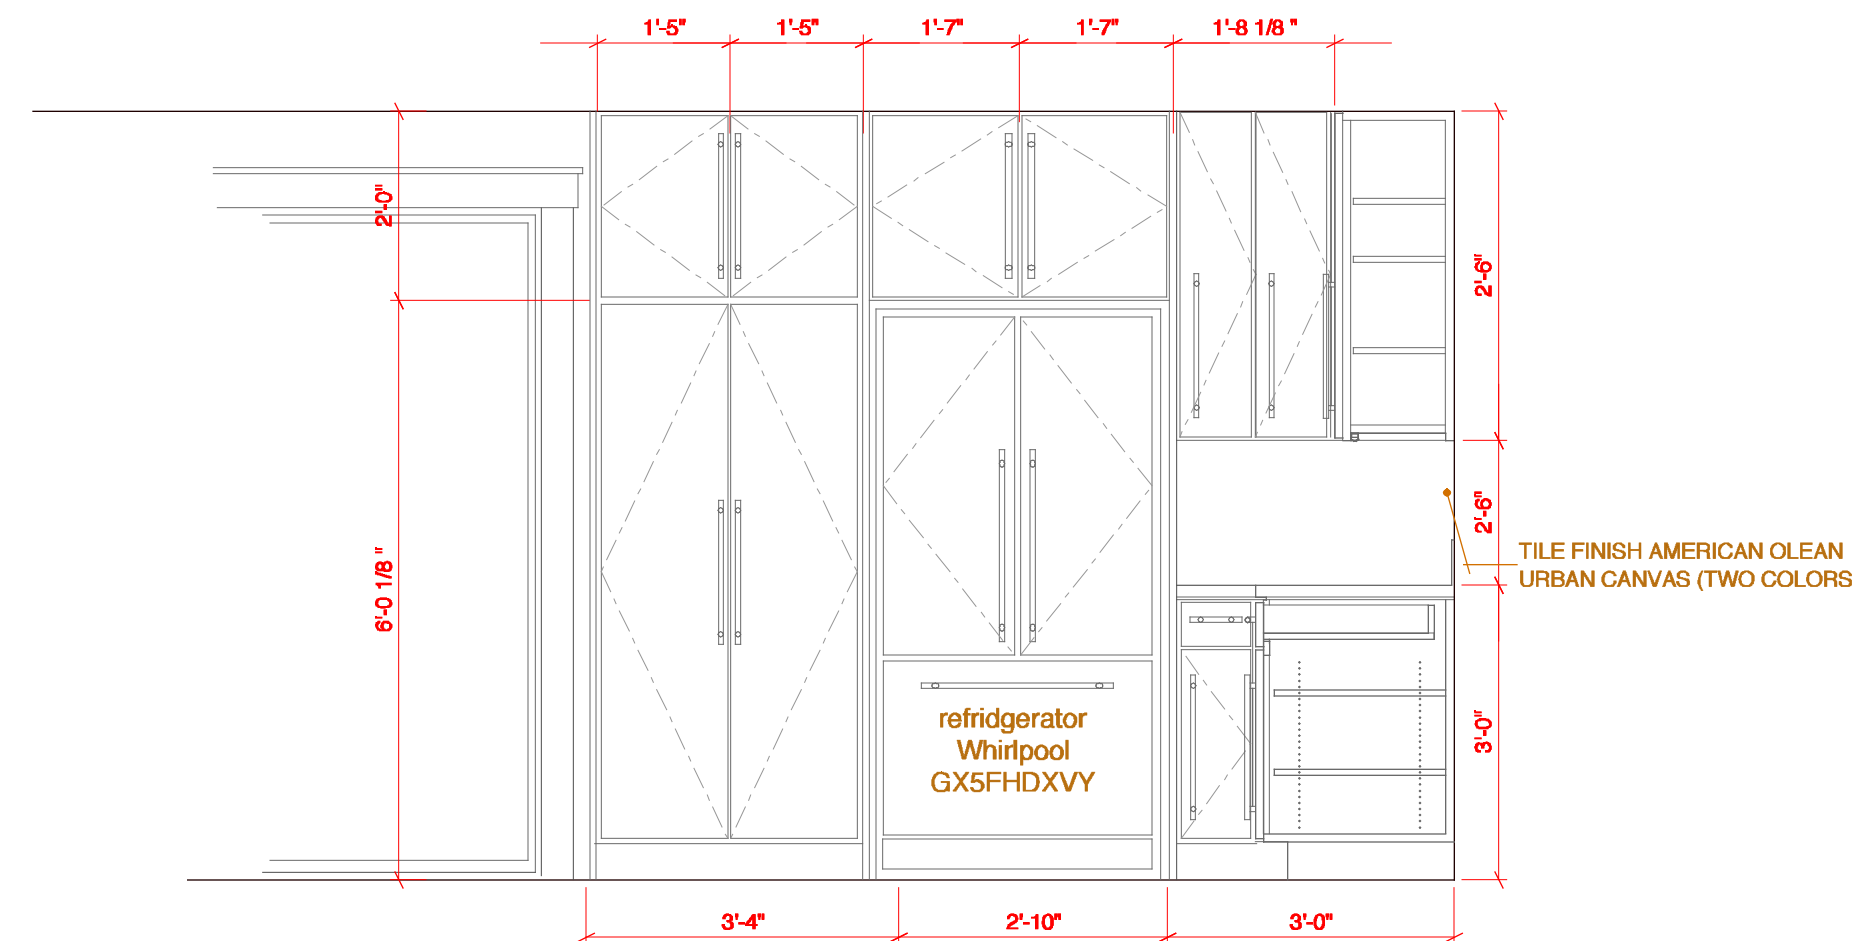 1'-5"
1'-5"
1'-7"
1'-7"
1'-8 1/8 "
2'-0"
6'-0 1/8 "
2'-6"
2'-6"
3'-0"
TILE FINISH AMERICAN OLEAN
URBAN CANVAS (TWO COLORS
refridgerator
Whirlpool
GX5FHDXVY
3'-4"
2'-10"
3'-0"